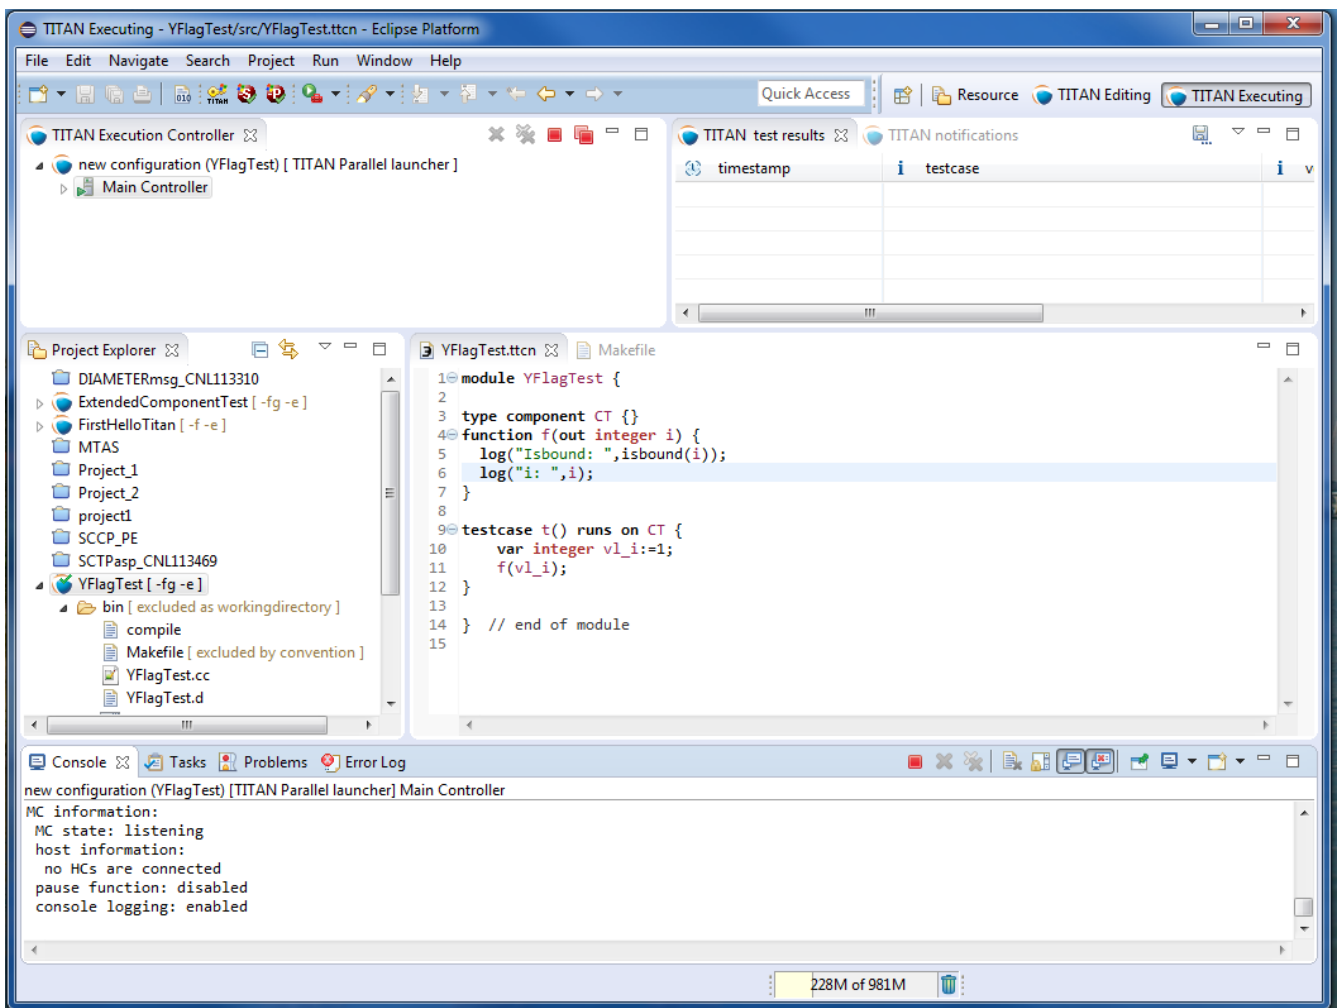 TITAN Executing - YFlagTest/src/YFlagTest.ttcn - Eclipse Platform
File Edit Navigate Search Project Run Window Help
010 TITAN Quick Access Resource TITAN Editing TITAN Executing
TITAN Execution Controller
new configuration (YFlagTest) [ TITAN Parallel launcher ]
Main Controller
TITAN test results TITAN notifications
timestamp i testcase i v
Project Explorer
DIAMETERmsg_CNL113310
ExtendedComponentTest [ -fg -e ]
FirstHelloTitan [ -f -e ]
MTAS
Project_1
Project_2
project1
SCCP_PE
SCTPasp_CNL113469
YFlagTest [ -fg -e ]
bin [ excluded as workingdirectory ]
compile
Makefile [ excluded by convention ]
YFlagTest.cc
YFlagTest.d
YFlagTest.ttcn Makefile
1 module YFlagTest {
2
3 type component CT {}
4 function f(out integer i) {
5 log("Isbound: ",isbound(i));
6 log("i: ",i);
7 }
8
9 testcase t() runs on CT {
10 var integer vl_i:=1;
11 f(vl_i);
12 }
13
14 } // end of module
15
Console Tasks Problems Error Log
new configuration (YFlagTest) [TITAN Parallel launcher] Main Controller
MC information:
MC state: listening
host information:
no HCs are connected
pause function: disabled
console logging: enabled
228M of 981M